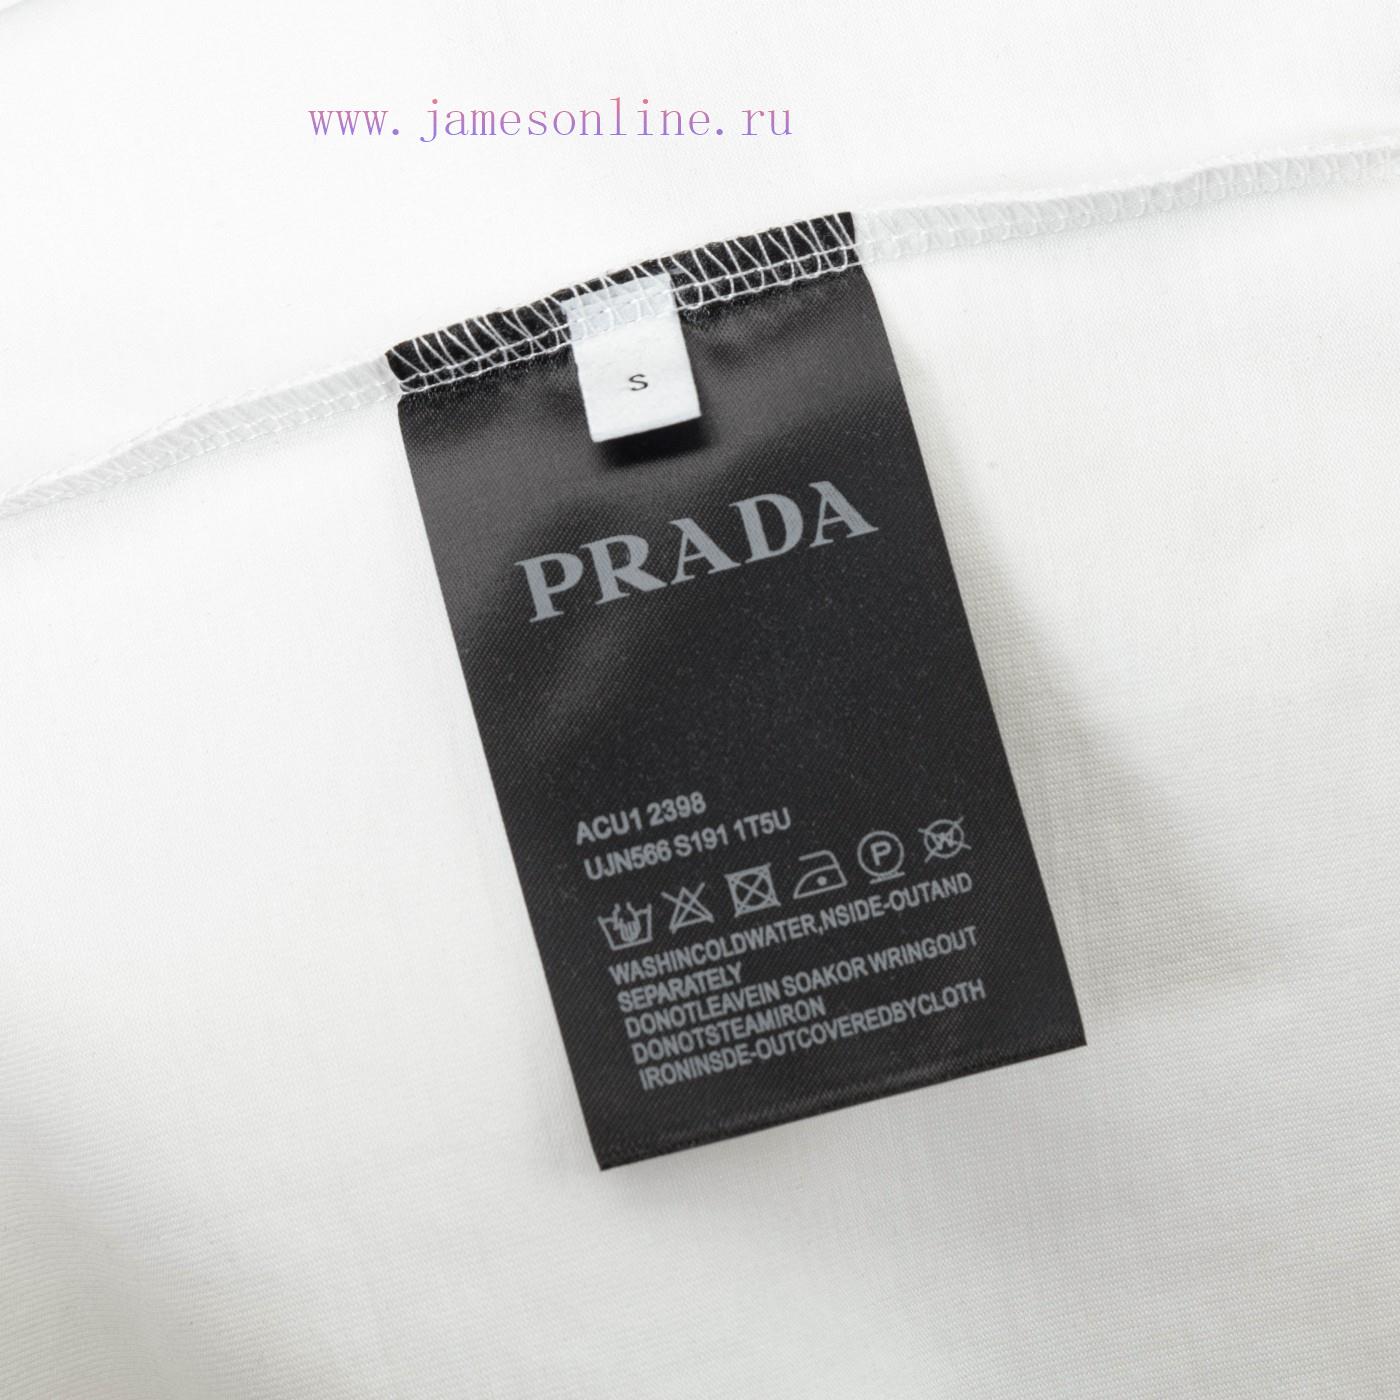 www.jamesonline.ru
S
PRADA
ACU1 2398
UJN566 S191 1T5U
P W
WASHINCOLDWATER,NSIDE-OUTAND
SEPARATELY
DONOTLEAVEIN SOAKOR WRINGOUT
DONOTSTEAMIRON
IRONINSDE-OUTCOVEREDBYCLOTH